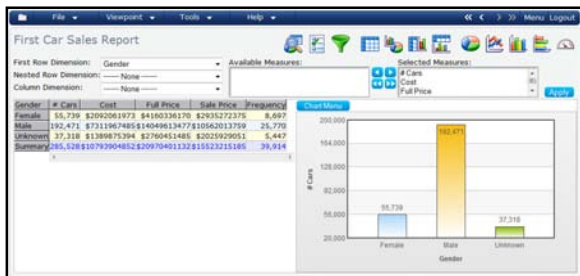 File Viewpoint Tools Help Menu Logout
First Car Sales Report
First Row Dimension: Gender Available Measures: Selected Measures:
Nested Row Dimension: ----- None ------ # Cars
Column Dimension: ----- None ------ Cost
Full Price
Apply
Gender # Cars Cost Full Price Sale Price Frequency
Female 55,739 $2092061973 $4160336170 $2935272375 8,697
Male 192,471 $7311967485 $14049613477 $10562013759 25,770
Unknown 37,318 $1389875394 $2760451485 $2025929051 5,447
Summary 285,528 $10793904852 $20970401132 $15523215185 39,914
Chart Menu
200,000
192,471
164,000
# Cars
128,000
92,000
55,739
56,000
37,318
20,000
Female Male Unknown
Gender